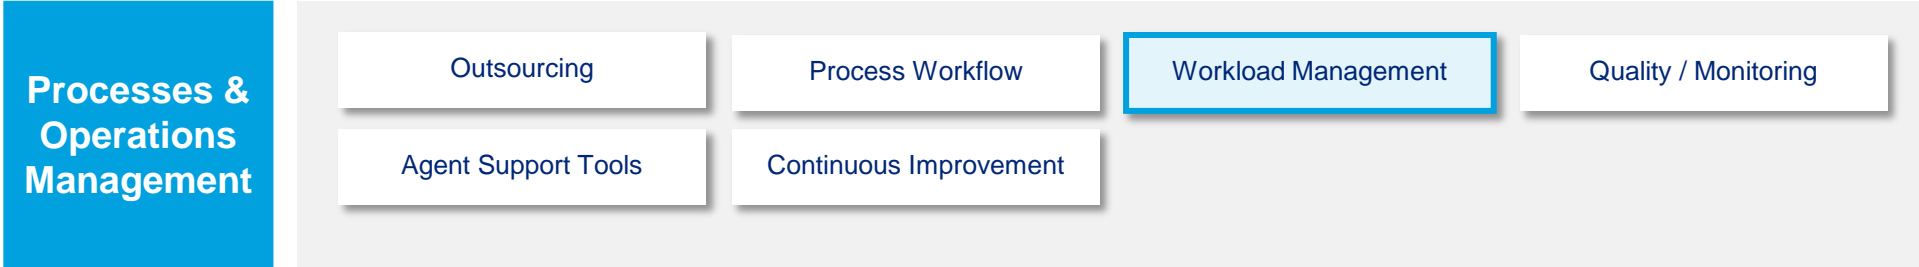 Processes &
Operations
Management
Outsourcing
Process Workflow
Workload Management
Quality / Monitoring
Agent Support Tools
Continuous Improvement